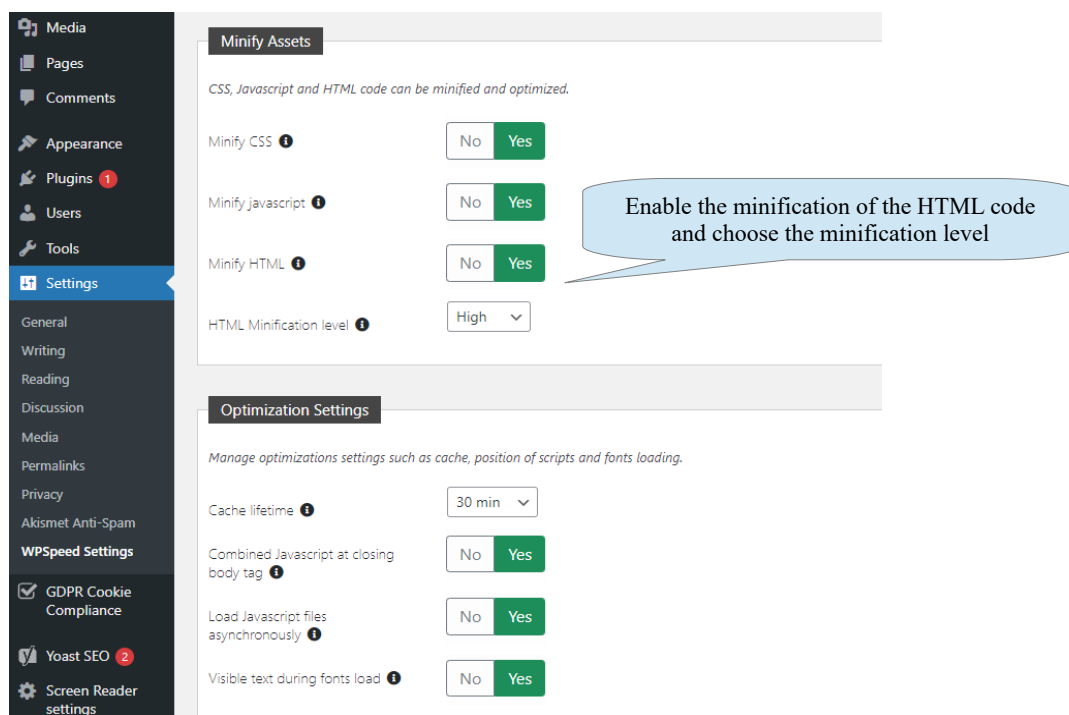 Media
Pages
Comments
Appearance
Plugins 1
Users
Tools
Settings
General
Writing
Reading
Discussion
Media
Permalinks
Privacy
Akismet Anti-Spam
WPSpeed Settings
GDPR Cookie
Compliance
Yoast SEO 2
Screen Reader
settings
Minify Assets
CSS, Javascript and HTML code can be minified and optimized.
Minify CSS No Yes
Minify javascript No Yes
Minify HTML No Yes
HTML Minification level High
Enable the minification of the HTML code
and choose the minification level
Optimization Settings
Manage optimizations settings such as cache, position of scripts and fonts loading.
Cache lifetime 30 min
Combined Javascript at closing
body tag No Yes
Load Javascript files
asynchronously No Yes
Visible text during fonts load No Yes